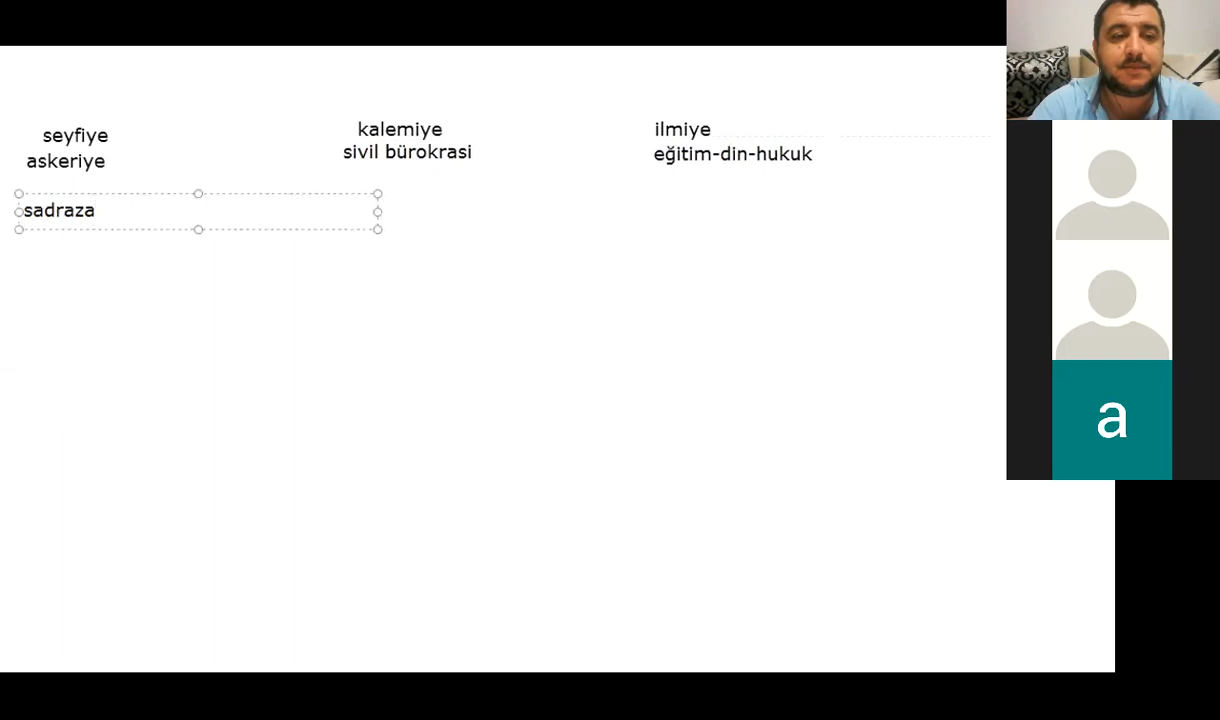 seyfiye
askeriye
kalemiye
sivil bürokrasi
ilmiye
eğitim-din-hukuk
sadraza
a